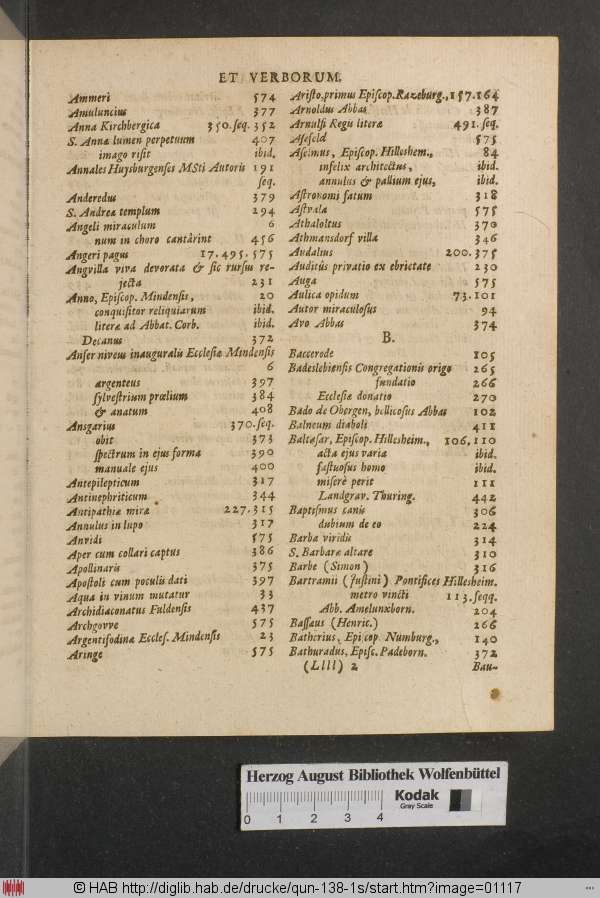 ET VERBORUM.
Ammeri 574
Amuluncius 377
Anna Kirchbergica 350.seq. 352
S. Annæ lumen perpetuum 407
imago risit ibid.
Annales Huysburgenses MSti Autoris 191
seq.
Anderedus 379
S. Andreæ templum 294
Angeli miraculum 6
num in choro cantârint 456
Angeri pagus 17.495.575
Angvilla viva devorata & sic rursus re-
jecta 231
Anno, Episcop. Mindensis, 20
conquisitor reliquiarum ibid.
literæ ad Abbat. Corb. ibid.
Decanus 372
Anser niveus inauguralis Ecclesiæ Mindensis
6
argenteus 397
sylvestrium prœlium 384
& anatum 408
Ansgarius 370.seq.
obit 373
spectrum in ejus forma 390
manuale ejus 400
Antepilepticum 317
Antinephriticum 344
Antipathiæ miræ 227.315
Annulus in lupo 317
Anvidi 575
Aper cum collari captus 386
Apollinaris 375
Apostoli cum poculis dati 397
Aqua in vinum mutatur 33
Archidiaconatus Fuldensis 437
Archgovve 575
Argentifodinæ Eccles. Mindensis 23
Aringe 575
Aristo, primus Episcop. Razeburg., 157.164
Arnoldus Abbas 387
Arnulfi Regis literæ 491.seq.
Asefeld 575
Ascimus, Episcop. Hilleshem., 84
infelix architectus, ibid.
annulus & pallium ejus, ibid.
Astronomi fatum 318
Astvala 575
Athaloltus 370
Athmansdorf villa 346
Audalius 200.375
Auditûs privatio ex ebrietate 230
Auga 575
Aulica opidum 73.101
Autor miraculosus 94
Avo Abbas 374
B.
Baccerode 105
Badeslebiensis Congregationis origo 265
fundatio 266
Ecclesiæ donatio 270
Bado de Obergen, bellicosus Abbas 102
Balneum diaboli 411
Baltasar, Episcop. Hillesheim., 106.110
acta ejus varia ibid.
fastuosus homo ibid.
miserè perit 111
Landgrav. Thuring. 442
Baptismus canis 306
dubium de eo 224
Barba viridis 314
S. Barbaræ altare 310
Barbe (Simon) 316
Bartramii (Justini) Pontifices Hillesheim.
metro vincti 113.seqq.
Abb. Amelunxborn. 204
Bassaus (Henric.) 266
Batherius, Episcop. Numburg., 140
Bathuradus, Episc. Padeborn. 372
(Llll) 2 Bau-
Herzog August Bibliothek Wolfenbüttel
Kodak
Gray Scale
B
0 1 2 3 4
© HAB http://diglib.hab.de/drucke/qun-138-1s/start.htm?image=01117